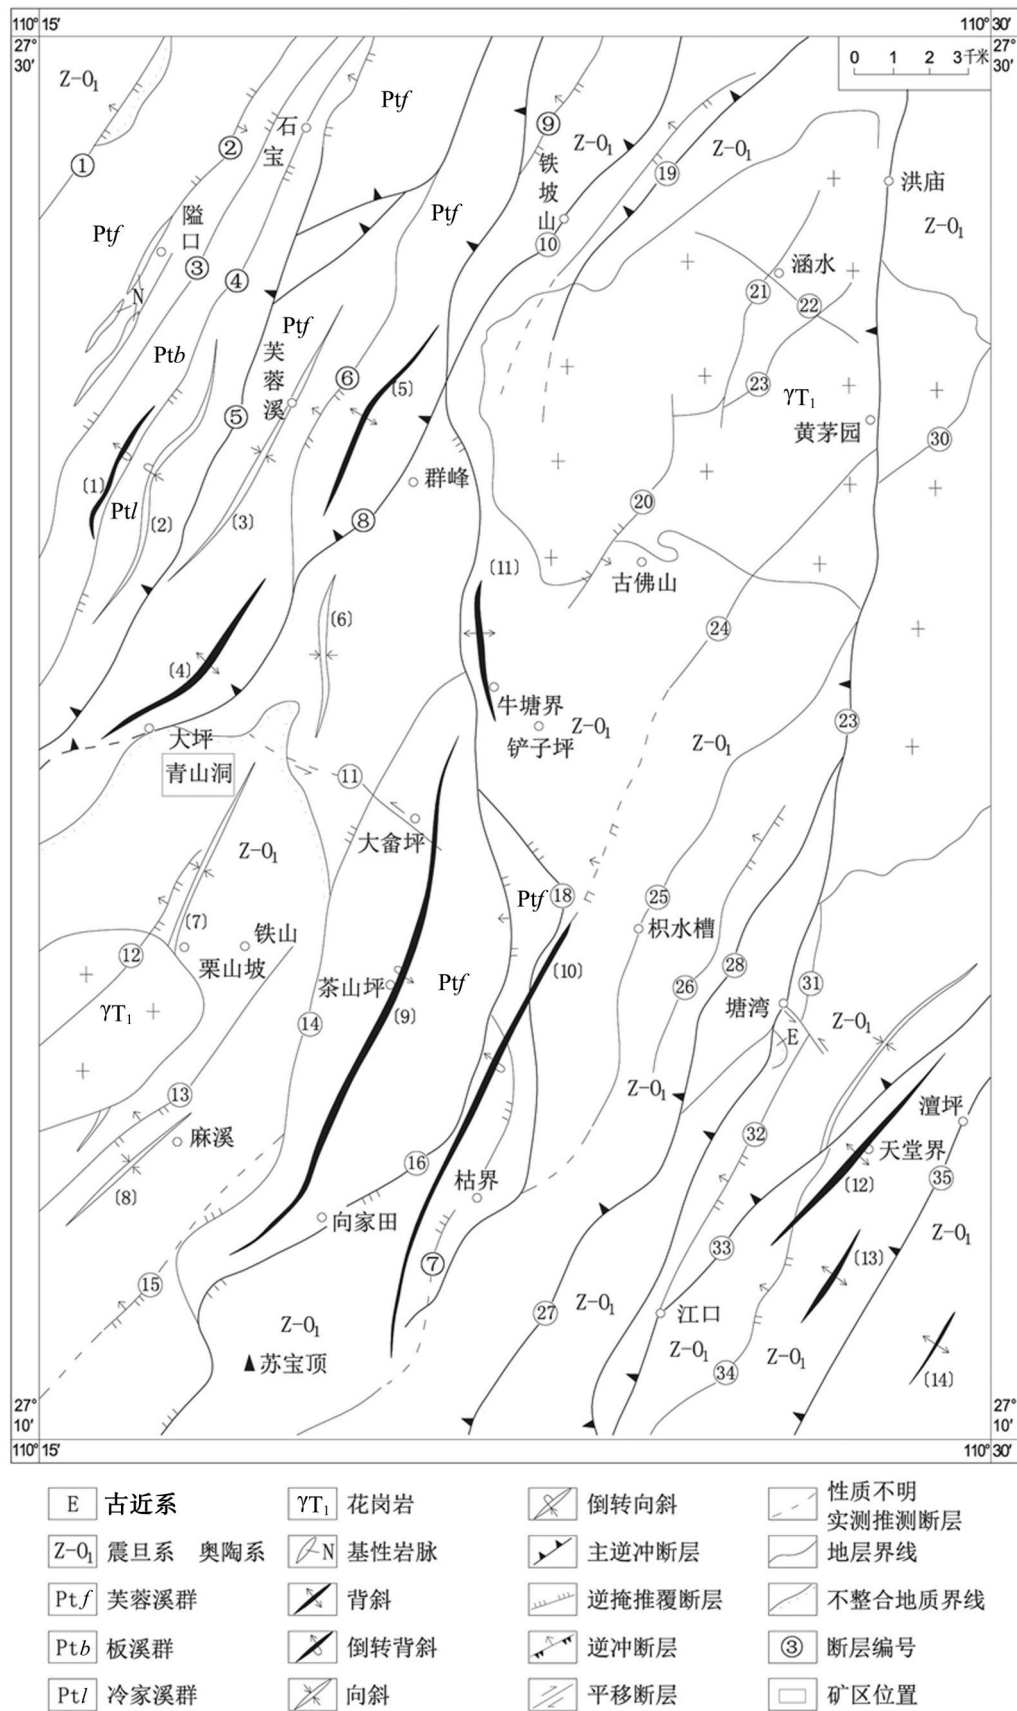 110° 15′
110° 30′
27° 30′
27° 30′
0 1 2 3千米
Z-O₁
Ptf
⑨
②
石宝
Z-O₁
Z-O₁
铁坡山
①
⑲
洪庙
Ptf
隘口
Ptf
Z-O₁
⑩
③
④
涵水
N
㉑
㉒
Ptf
Ptb
芙蓉溪
⑥
〔5〕
㉓
γT₁
⑤
黄茅园
㉚
群峰
〔1〕
Ptl
〔2〕
〔3〕
⑧
⑳
〔11〕
古佛山
〔6〕
㉔
〔4〕
牛塘界
大坪
铲子坪
Z-O₁
Z-O₁
㉓
青山洞
⑪
大畲坪
Z-O₁
Ptf
⑱
㉕
枳水槽
〔7〕
⑫
栗山坡
铁山
〔10〕
㉘
茶山坪
Ptf
㉖
㉛
γT₁
⑭
〔9〕
塘湾
E
Z-O₁
Z-O₁
⑬
麻溪
澶坪
㉜
天堂界
⑯
枯界
〔8〕
〔12〕
㉟
向家田
Z-O₁
㉝
⑦
〔13〕
⑮
㉗
Z-O₁
江口
Z-O₁
Z-O₁
Z-O₁
苏宝顶
㉞
〔14〕
27° 10′
27° 10′
110° 15′
110° 30′
E 古近系
γT₁ 花岗岩
倒转向斜
性质不明
实测推测断层
Z-O₁ 震旦系 奥陶系
N 基性岩脉
主逆冲断层
地层界线
Ptf 芙蓉溪群
背斜
逆掩推覆断层
不整合地质界线
Ptb 板溪群
倒转背斜
逆冲断层
③ 断层编号
Ptl 冷家溪群
向斜
平移断层
矿区位置